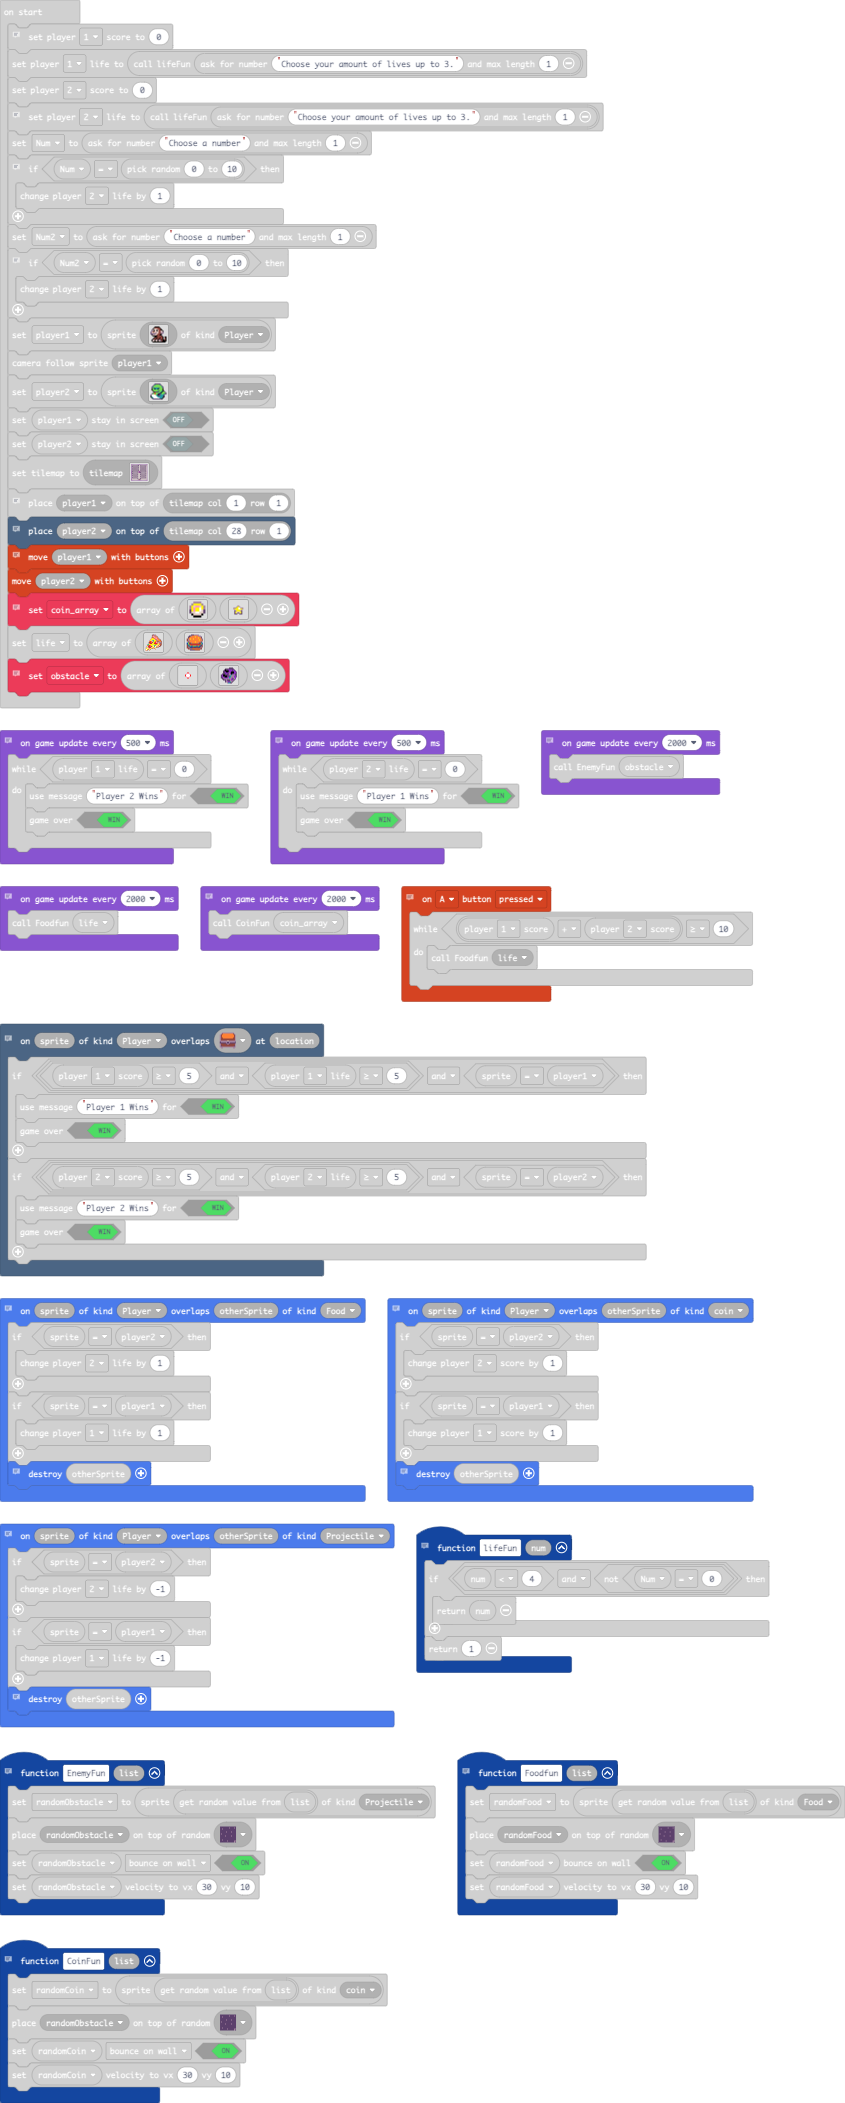 on start
set player 1 score to 0
set player 1 life to call lifeFun ask for number "Choose your amount of lives up to 3." and max length 1
set player 2 score to 0
set player 2 life to call lifeFun ask for number "Choose your amount of lives up to 3." and max length 1
set Num to ask for number "Choose a number" and max length 1
if Num = pick random 0 to 10 then
change player 2 life by 1
set Num2 to ask for number "Choose a number" and max length 1
if Num2 = pick random 0 to 10 then
change player 2 life by 1
set player1 to sprite of kind Player
camera follow sprite player1
set player2 to sprite of kind Player
set player1 stay in screen OFF
set player2 stay in screen OFF
set tilemap to tilemap
place player1 on top of tilemap col 1 row 1
place player2 on top of tilemap col 28 row 1
move player1 with buttons
move player2 with buttons
set coin_array to array of
set life to array of
set obstacle to array of
on game update every 500 ms
while player 1 life = 0
do use message "Player 2 Wins" for WIN
game over WIN
on game update every 500 ms
while player 2 life = 0
do use message "Player 1 Wins" for WIN
game over WIN
on game update every 2000 ms
call EnemyFun obstacle
on game update every 2000 ms
call Foodfun life
on game update every 2000 ms
call CoinFun coin_array
on A button pressed
while player 1 score + player 2 score ≥ 10
do call Foodfun life
on sprite of kind Player overlaps at location
if player 1 score ≥ 5 and player 1 life ≥ 5 and sprite = player1 then
use message "Player 1 Wins" for WIN
game over WIN
if player 2 score ≥ 5 and player 2 life ≥ 5 and sprite = player2 then
use message "Player 2 Wins" for WIN
game over WIN
on sprite of kind Player overlaps otherSprite of kind Food
if sprite = player2 then
change player 2 life by 1
if sprite = player1 then
change player 1 life by 1
destroy otherSprite
on sprite of kind Player overlaps otherSprite of kind coin
if sprite = player2 then
change player 2 score by 1
if sprite = player1 then
change player 1 score by 1
destroy otherSprite
on sprite of kind Player overlaps otherSprite of kind Projectile
if sprite = player2 then
change player 2 life by -1
if sprite = player1 then
change player 1 life by -1
destroy otherSprite
function lifeFun num
if num < 4 and not Num = 0 then
return num
return 1
function EnemyFun list
set randomObstacle to sprite get random value from list of kind Projectile
place randomObstacle on top of random
set randomObstacle bounce on wall ON
set randomObstacle velocity to vx 30 vy 10
function Foodfun list
set randomFood to sprite get random value from list of kind Food
place randomFood on top of random
set randomFood bounce on wall ON
set randomFood velocity to vx 30 vy 10
function CoinFun list
set randomCoin to sprite get random value from list of kind coin
place randomObstacle on top of random
set randomCoin bounce on wall ON
set randomCoin velocity to vx 30 vy 10